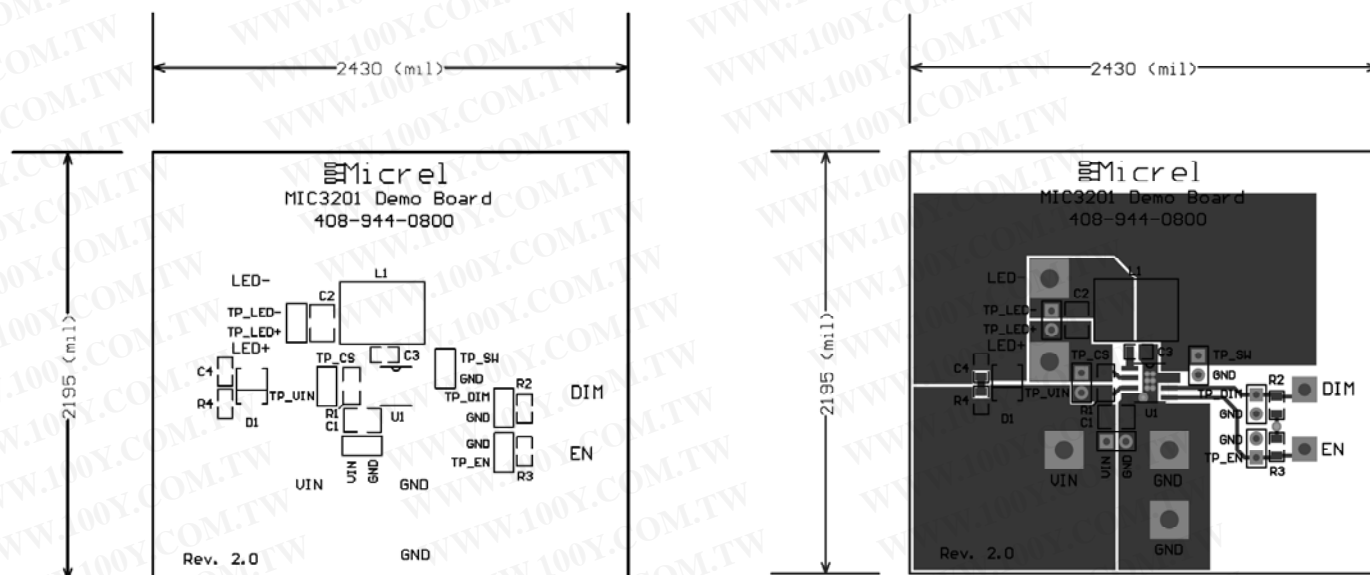 2430 (mil)
2195 (mil)
Micrel
MIC3201 Demo Board
408-944-0800
L1
LED-
C2
TP_LED-
TP_LED+
LED+
TP_CS
C3
TP_SW
GND
C4
R4
D1
TP_VIN
R1
C1
U1
TP_DIM
R2
DIM
GND
GND
TP_EN
R3
EN
VIN
GND
VIN
GND
GND
Rev. 2.0
2430 (mil)
2195 (mil)
Micrel
MIC3201 Demo Board
408-944-0800
L1
LED-
C2
TP_LED-
TP_LED+
LED+
TP_CS
C3
TP_SW
GND
C4
R4
D1
TP_VIN
R1
C1
U1
TP_DIM
R2
DIM
GND
GND
TP_EN
R3
EN
VIN
GND
VIN
GND
GND
Rev. 2.0
WWW.100Y.COM.TW